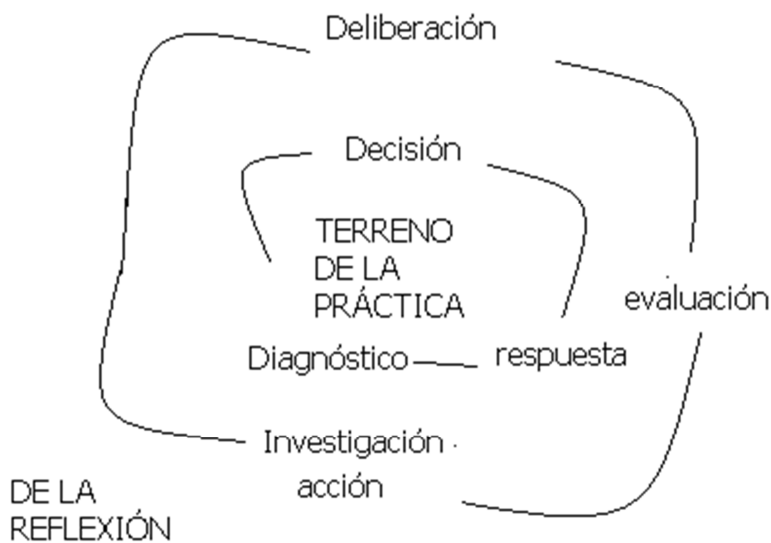 Deliberación
Decisión
TERRENO
DE LA
PRÁCTICA
evaluación
Diagnóstico
respuesta
Investigación
acción
DE LA
REFLEXIÓN